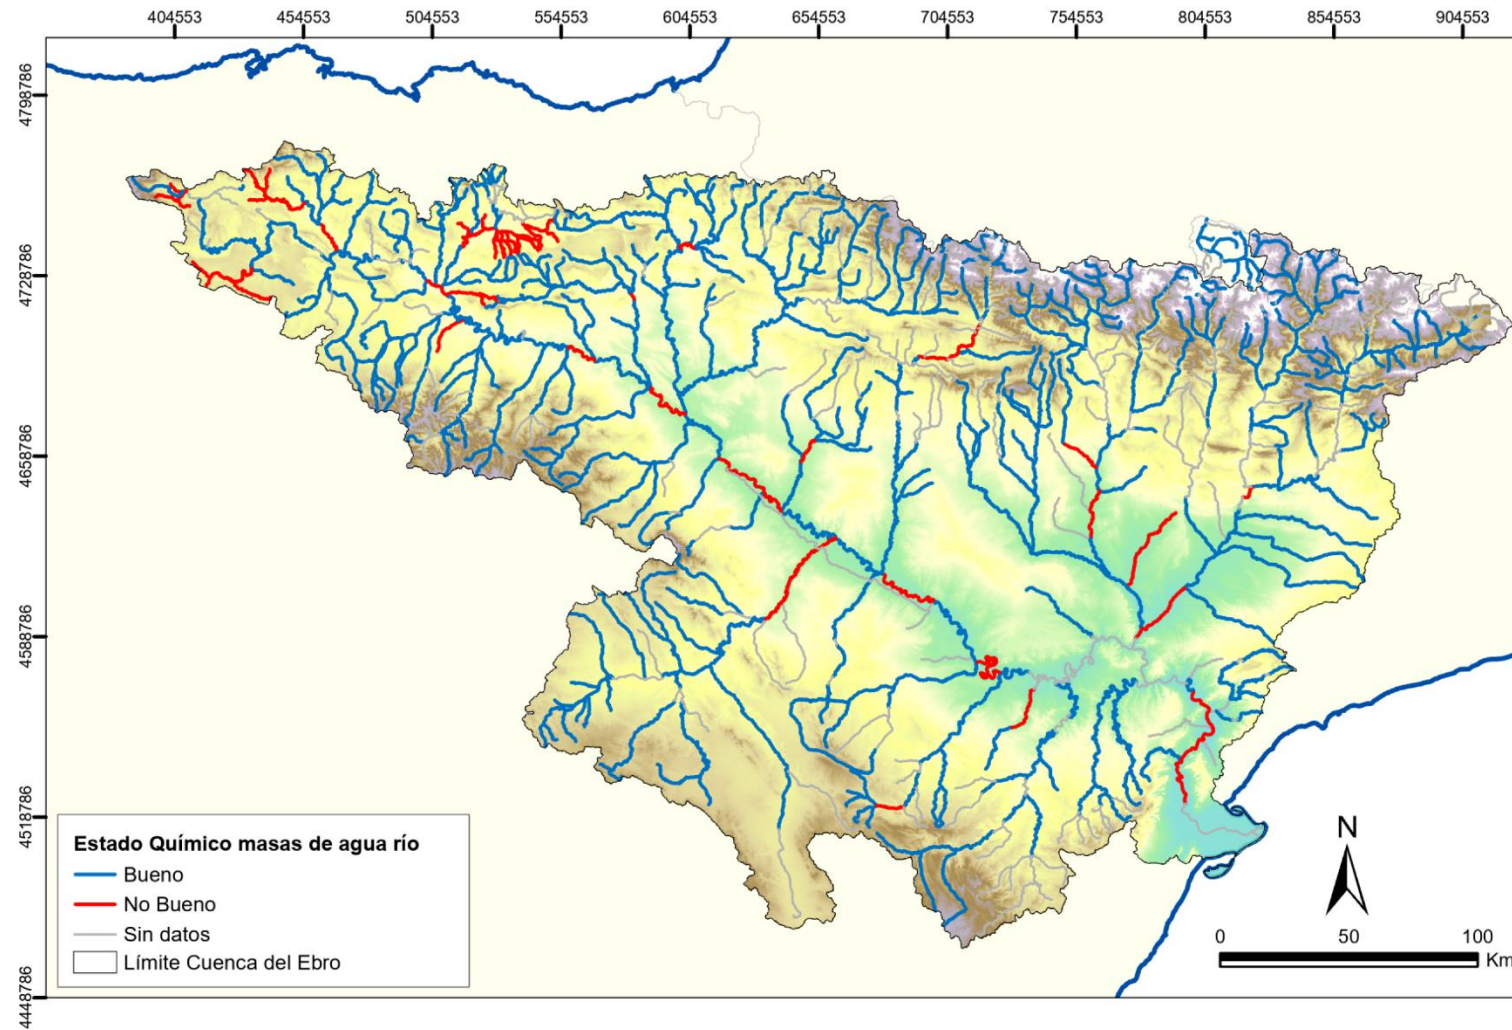 404553 454553 504553 554553 604553 654553 704553 754553 804553 854553 904553
4798786
4728786
4658786
4588786
4518786
4448786
Estado Químico masas de agua río
Bueno
No Bueno
Sin datos
Límite Cuenca del Ebro
N
0 50 100
Km